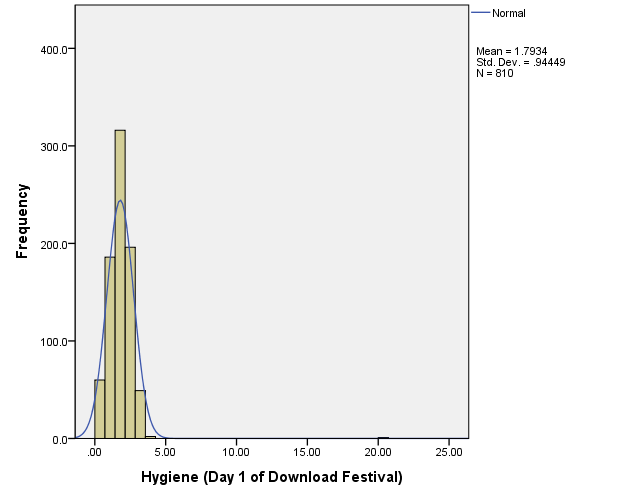 Normal
Mean = 1.7934
Std. Dev. = .94449
N = 810
400.0
300.0
200.0
100.0
0.0
Frequency
.00
5.00
10.00
15.00
20.00
25.00
Hygiene (Day 1 of Download Festival)